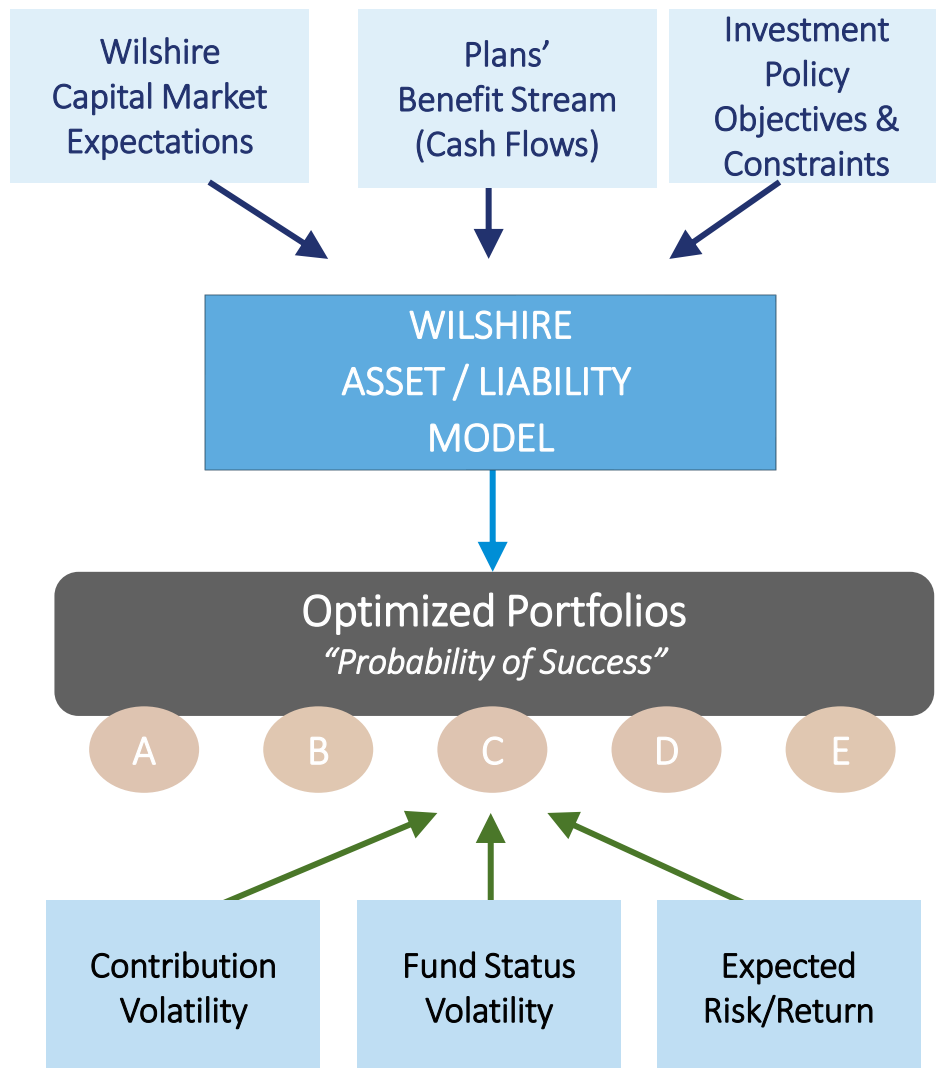 Wilshire
Capital Market
Expectations
Plans’
Benefit Stream
(Cash Flows)
Investment
Policy
Objectives &
Constraints
WILSHIRE
ASSET / LIABILITY
MODEL
Optimized Portfolios
“Probability of Success”
A
B
C
D
E
Contribution
Volatility
Fund Status
Volatility
Expected
Risk/Return